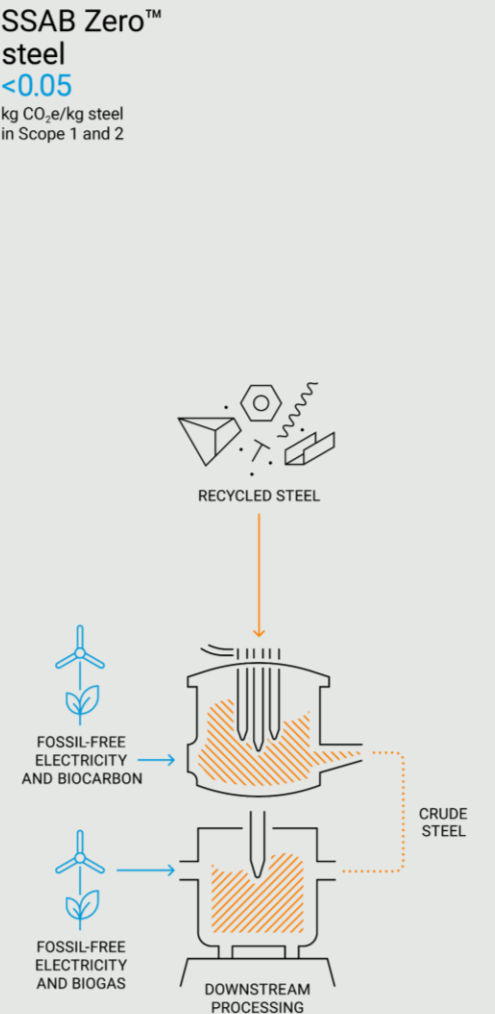 SSAB Zero™
steel
<0.05
kg CO₂e/kg steel
in Scope 1 and 2
RECYCLED STEEL
FOSSIL-FREE
ELECTRICITY
AND BIOCARBON
CRUDE
STEEL
FOSSIL-FREE
ELECTRICITY
AND BIOGAS
DOWNSTREAM
PROCESSING